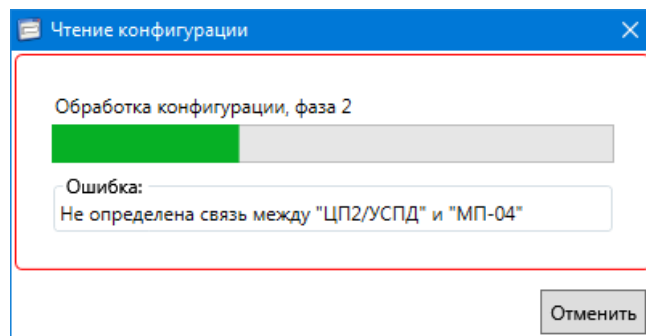 Чтение конфигурации
Обработка конфигурации, фаза 2
Ошибка:
Не определена связь между "ЦП2/УСПД" и "МП-04"
Отменить